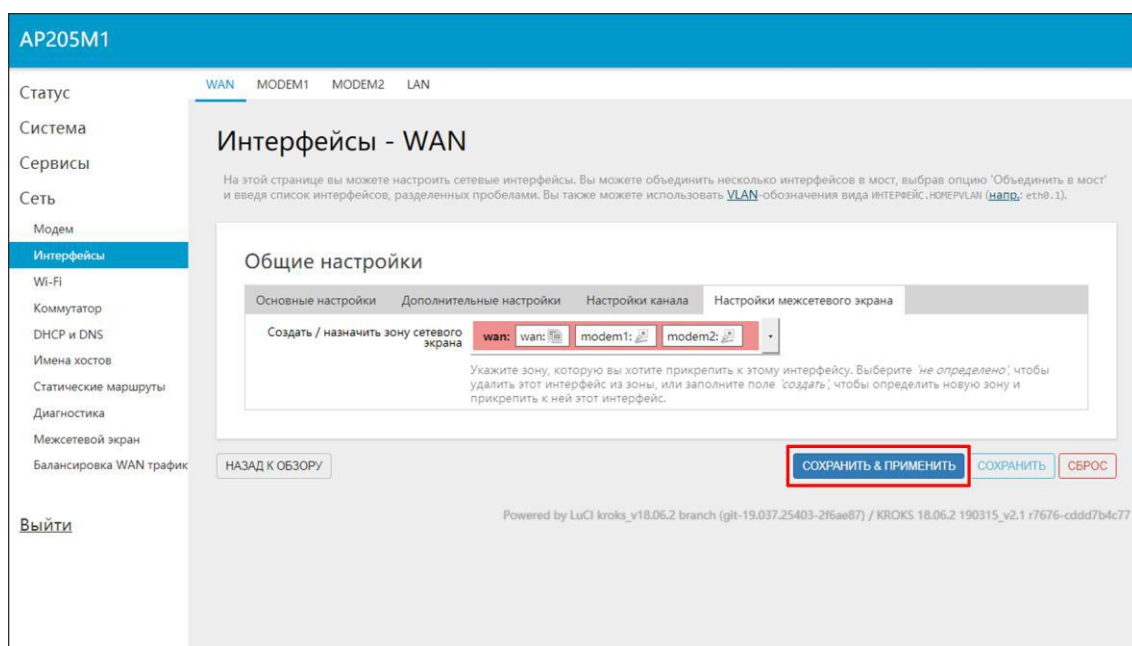 AP205M1
WAN MODEM1 MODEM2 LAN
Статус
Система
Сервисы
Сеть
Модем
Интерфейсы
Wi-Fi
Коммутатор
DHCP и DNS
Имена хостов
Статические маршруты
Диагностика
Межсетевой экран
Балансировка WAN трафик
Выйти
Интерфейсы - WAN
На этой странице вы можете настроить сетевые интерфейсы. Вы можете объединить несколько интерфейсов в мост, выбрав опцию 'Объединить в мост'
и введя список интерфейсов, разделенных пробелами. Вы также можете использовать VLAN-обозначения вида ИНТЕРФЕЙС.НОМЕРVLAN (напр.: eth0.1).
Общие настройки
Основные настройки Дополнительные настройки Настройки канала Настройки межсетевого экрана
Создать / назначить зону сетевого
экрана
wan: wan: modem1: modem2:
Укажите зону, которую вы хотите прикрепить к этому интерфейсу. Выберите 'не определено', чтобы
удалить этот интерфейс из зоны, или заполните поле 'создать', чтобы определить новую зону и
прикрепить к ней этот интерфейс.
НАЗАД К ОБЗОРУ СОХРАНИТЬ & ПРИМЕНИТЬ СОХРАНИТЬ СБРОС
Powered by LuCI kroks_v18.06.2 branch (git-19.037.25403-2f6ae87) / KROKS 18.06.2 190315_v2.1 r7676-cddd7b4c77